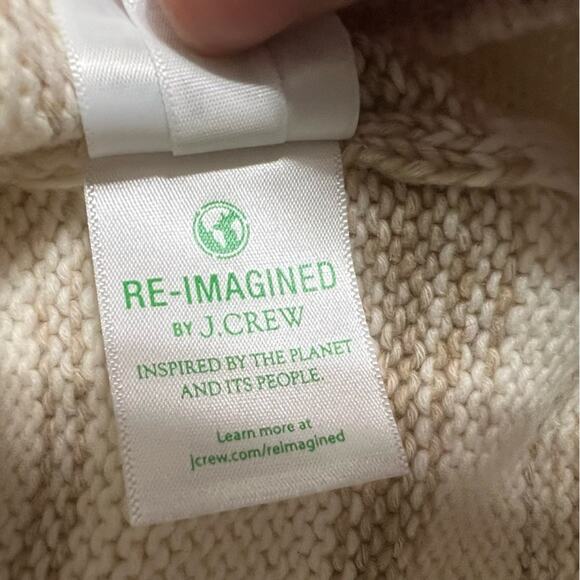 RE-IMAGINED
BY J.CREW
INSPIRED BY THE PLANET
AND ITS PEOPLE.
Learn more at
jcrew.com/reimagined